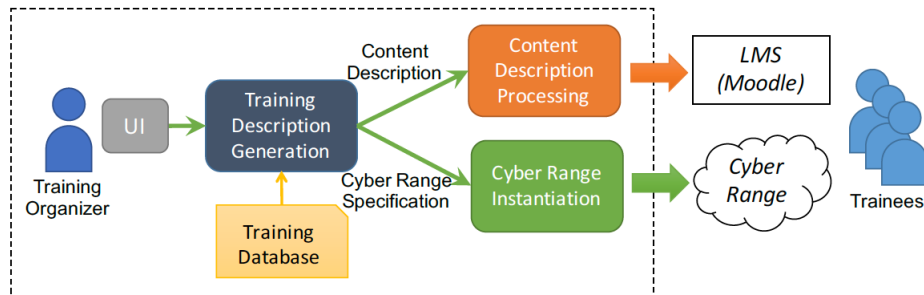 Training
Organizer
UI
Training
Description
Generation
Training
Database
Content
Description
Cyber Range
Specification
Content
Description
Processing
Cyber Range
Instantiation
LMS
(Moodle)
Cyber
Range
Trainees